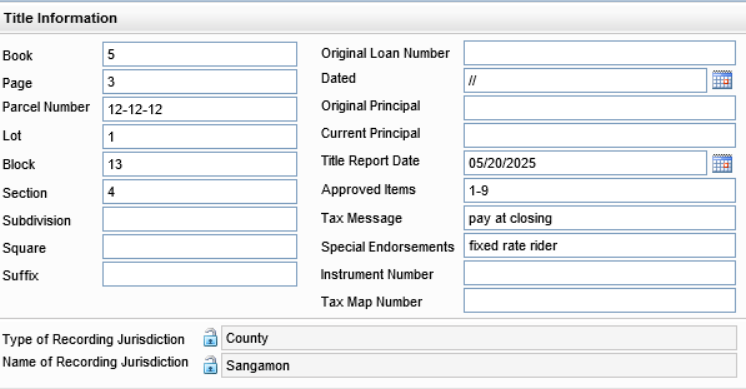 Title Information
Book 5
Page 3
Parcel Number 12-12-12
Lot 1
Block 13
Section 4
Subdivision
Square
Suffix
Original Loan Number
Dated //
Original Principal
Current Principal
Title Report Date 05/20/2025
Approved Items 1-9
Tax Message pay at closing
Special Endorsements fixed rate rider
Instrument Number
Tax Map Number
Type of Recording Jurisdiction County
Name of Recording Jurisdiction Sangamon